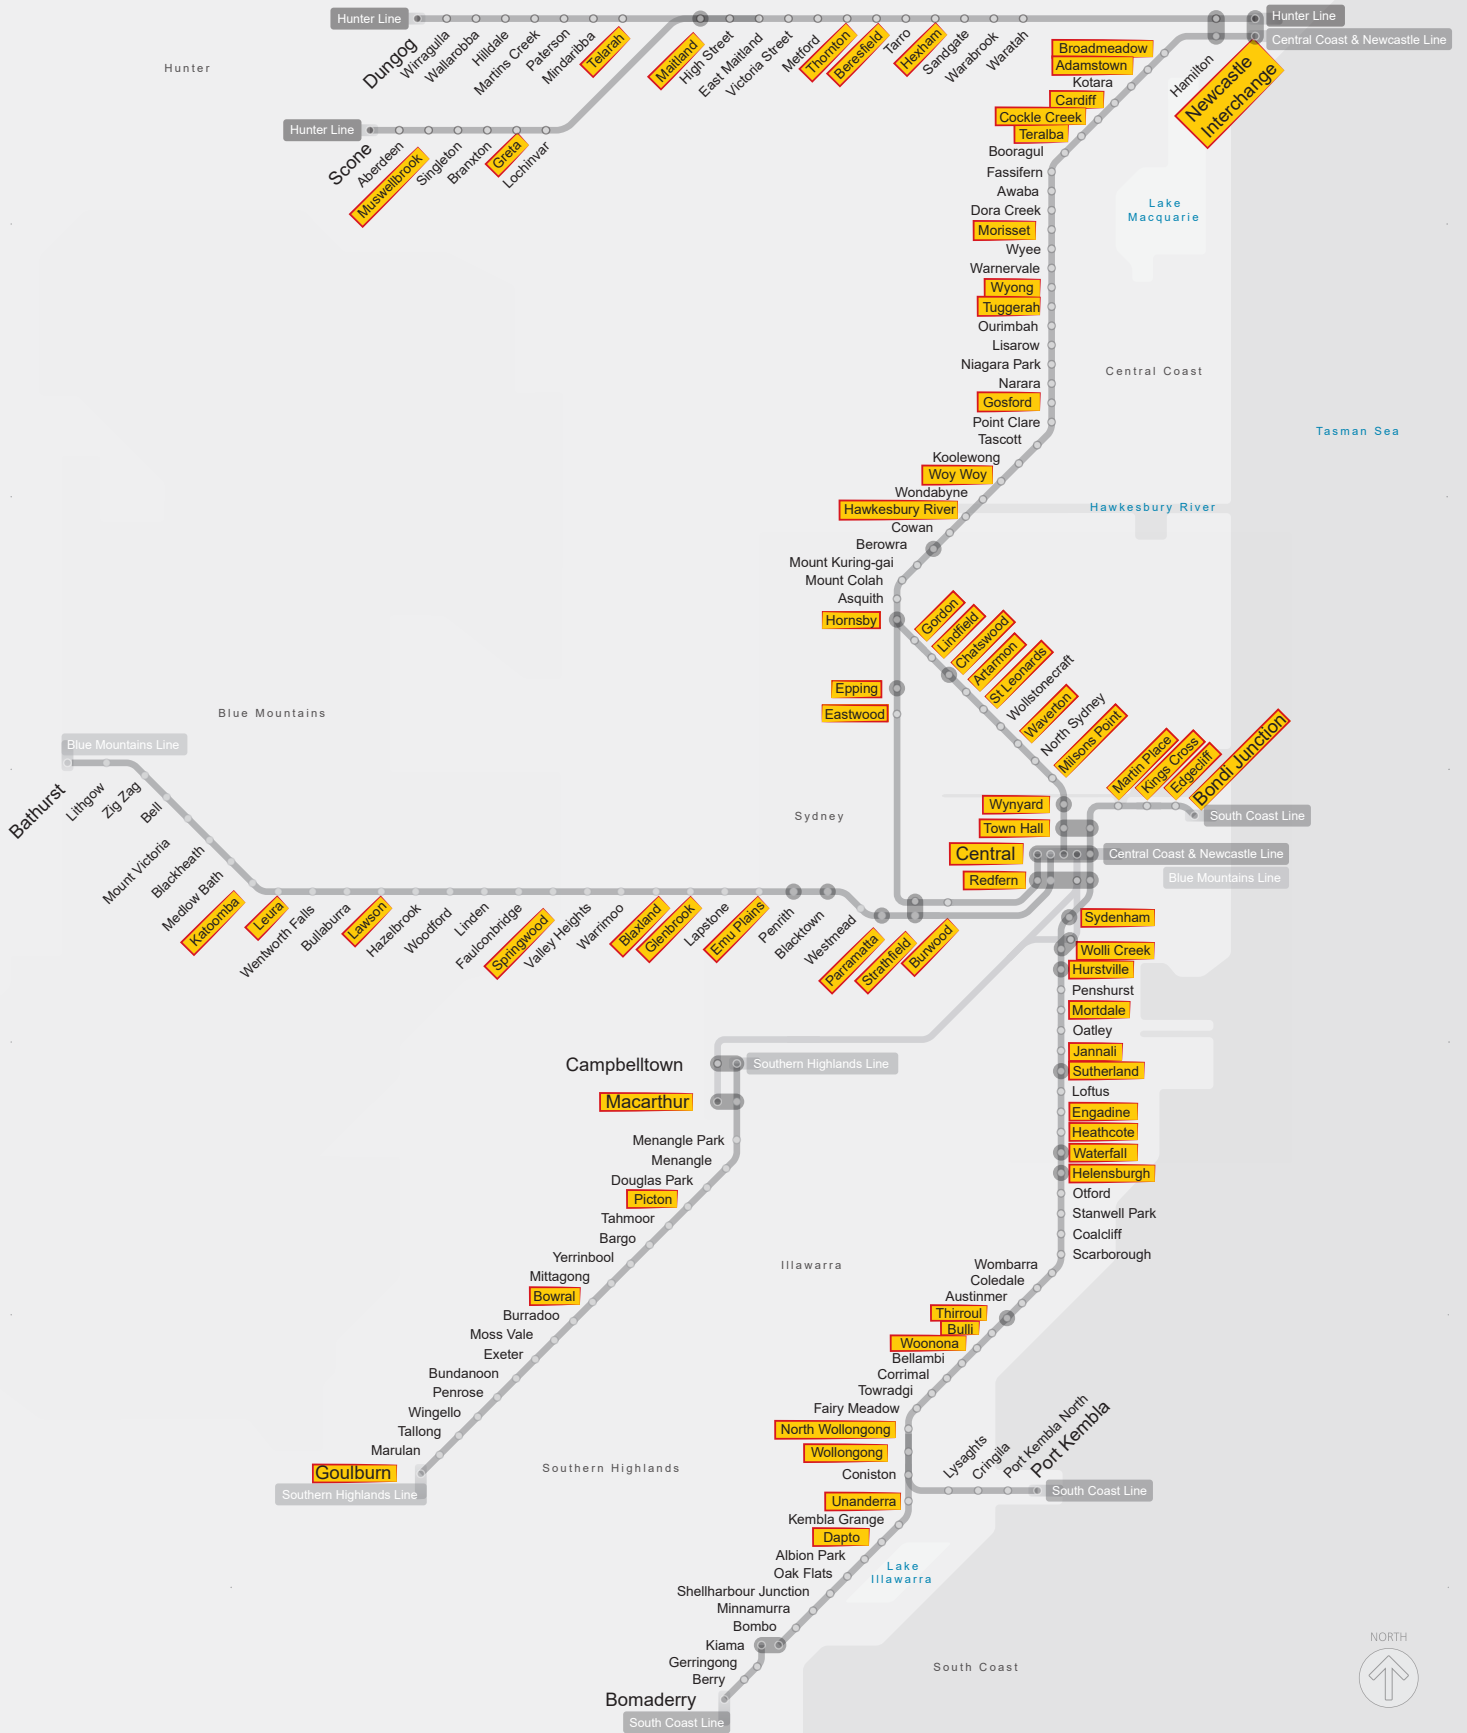 Hunter Line
Hunter Line
Central Coast & Newcastle Line
Dungog
Wirragulla
Wallarobba
Hilldale
Martins Creek
Paterson
Mindaribba
Telarah
Maitland
High Street
East Maitland
Victoria Street
Metford
Thornton
Beresfield
Tarro
Hexham
Sandgate
Warabrook
Waratah
Hamilton
Newcastle
Interchange
Hunter
Hunter Line
Scone
Aberdeen
Muswellbrook
Singleton
Branxton
Greta
Lochinvar
Broadmeadow
Adamstown
Kotara
Cardiff
Cockle Creek
Teralba
Booragul
Fassifern
Awaba
Dora Creek
Morisset
Wyee
Warnervale
Wyong
Tuggerah
Ourimbah
Lisarow
Niagara Park
Narara
Gosford
Point Clare
Tascott
Koolewong
Woy Woy
Wondabyne
Hawkesbury River
Cowan
Berowra
Mount Kuring-gai
Mount Colah
Asquith
Hornsby
Lake
Macquarie
Central Coast
Tasman Sea
Hawkesbury River
Gordon
Lindfield
Chatswood
Artarmon
St Leonards
Wollstonecraft
Waverton
North Sydney
Milsons Point
Epping
Eastwood
Blue Mountains
Blue Mountains Line
Martin Place
Kings Cross
Edgecliff
Bondi Junction
South Coast Line
Sydney
Wynyard
Town Hall
Central
Central Coast & Newcastle Line
Redfern
Blue Mountains Line
Bathurst
Lithgow
Zig Zag
Bell
Mount Victoria
Blackheath
Medlow Bath
Katoomba
Leura
Wentworth Falls
Bullaburra
Lawson
Hazelbrook
Woodford
Linden
Faulconbridge
Springwood
Valley Heights
Warrimoo
Blaxland
Glenbrook
Lapstone
Emu Plains
Penrith
Blacktown
Westmead
Parramatta
Strathfield
Burwood
Sydenham
Wolli Creek
Hurstville
Penshurst
Mortdale
Oatley
Jannali
Sutherland
Loftus
Engadine
Heathcote
Waterfall
Helensburgh
Otford
Stanwell Park
Coalcliff
Scarborough
Campbelltown
Southern Highlands Line
Macarthur
Menangle Park
Menangle
Douglas Park
Picton
Tahmoor
Bargo
Yerrinbool
Mittagong
Bowral
Burradoo
Moss Vale
Exeter
Bundanoon
Penrose
Wingello
Tallong
Marulan
Goulburn
Southern Highlands Line
Illawarra
Southern Highlands
Wombarra
Coledale
Austinmer
Thirroul
Bulli
Woonona
Bellambi
Corrimal
Towradgi
Fairy Meadow
North Wollongong
Wollongong
Coniston
Lysaghts
Cringila
Port Kembla North
Port Kembla
South Coast Line
Unanderra
Kembla Grange
Dapto
Albion Park
Oak Flats
Shellharbour Junction
Minnamurra
Bombo
Kiama
Gerringong
Berry
Bomaderry
South Coast Line
Lake
Illawarra
South Coast
NORTH